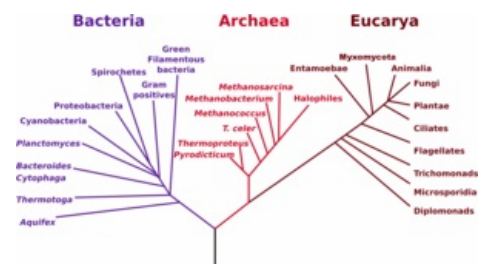 Bacteria
Archaea
Eucarya
Green
Filamentous
bacteria
Spirochetes
Gram
positives
Proteobacteria
Cyanobacteria
Planctomyces
Bacteroides
Cytophaga
Thermotoga
Aquifex
Methanosarcina
Methanobacterium
Halophiles
Methanococcus
T. celer
Thermoproteus
Pyrodicticum
Entamoebae
Myxomycota
Animalia
Fungi
Plantae
Ciliates
Flagellates
Trichomonads
Microsporidia
Diplomonads